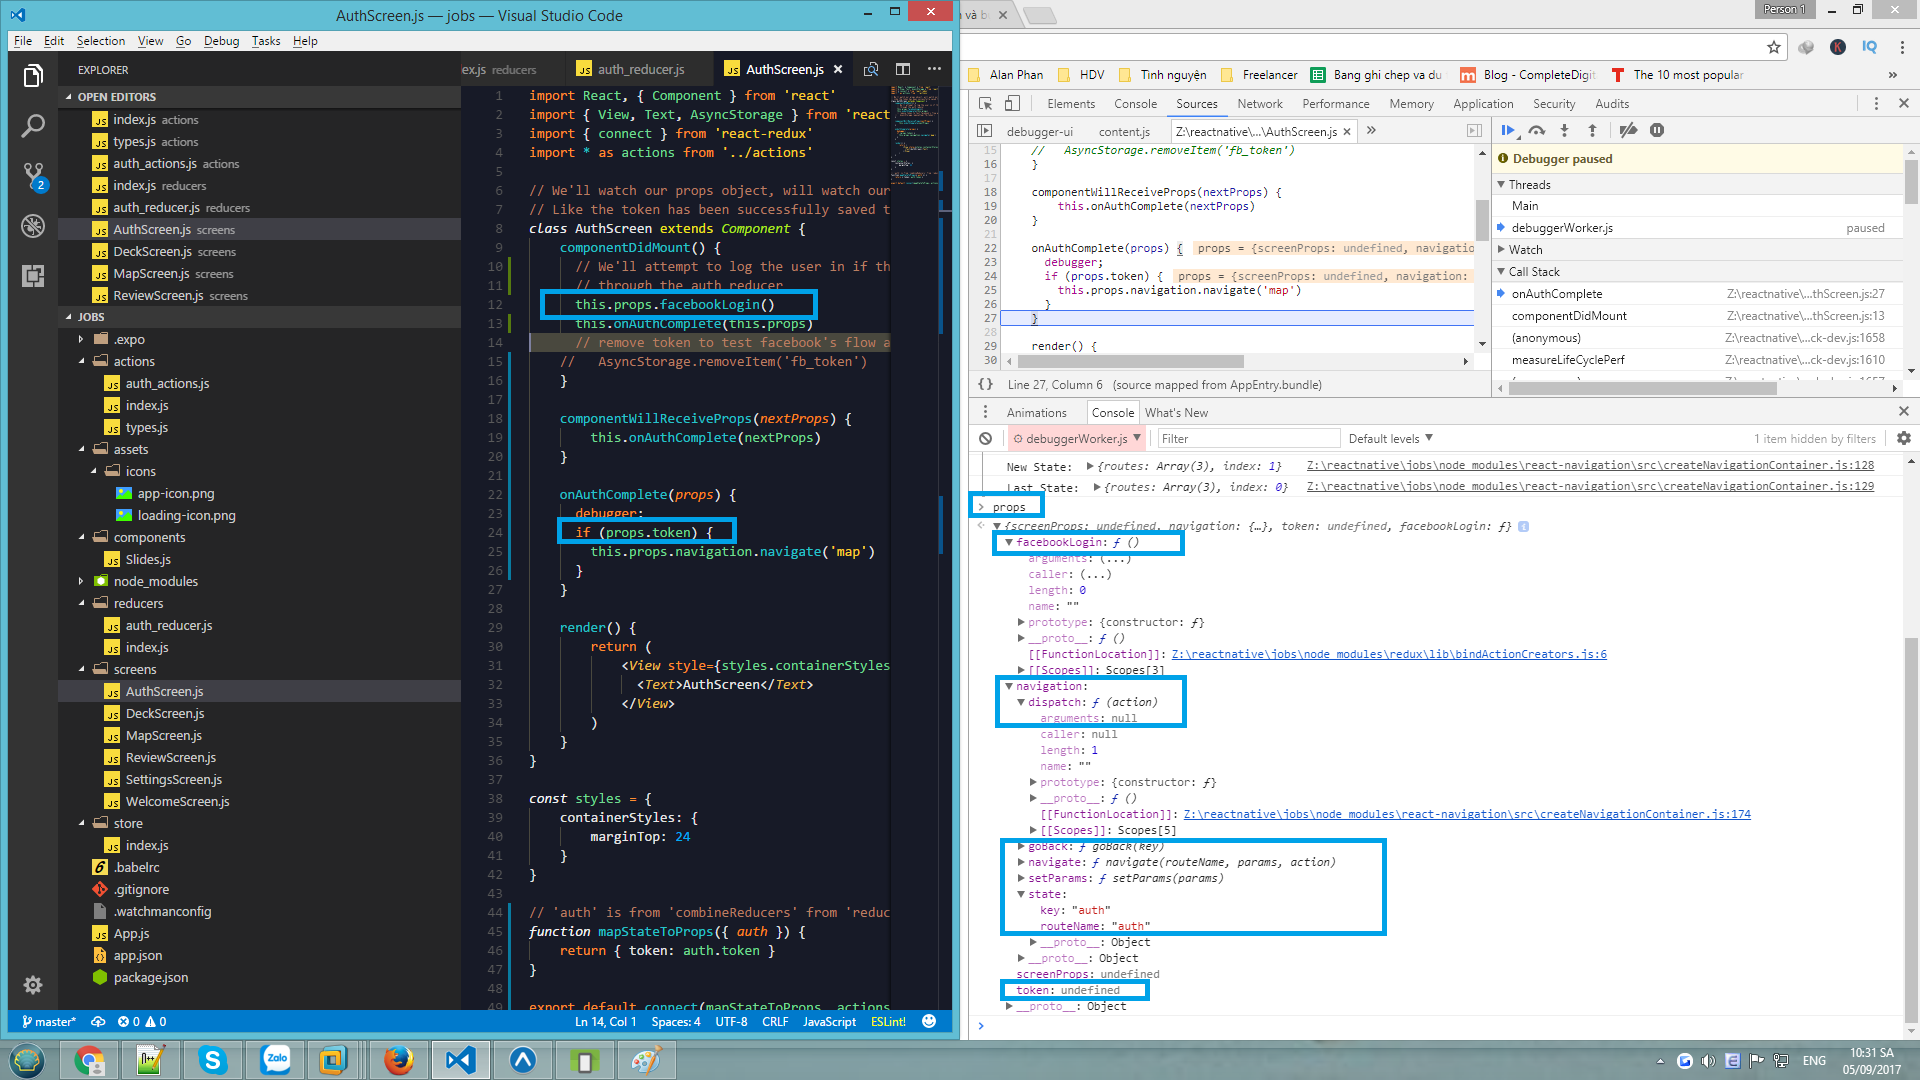 AuthScreen.js — jobs — Visual Studio Code
File Edit Selection View Go Debug Tasks Help
EXPLORER
OPEN EDITORS
index.js actions
types.js actions
auth_actions.js actions
index.js reducers
auth_reducer.js reducers
AuthScreen.js screens
DeckScreen.js screens
MapScreen.js screens
ReviewScreen.js screens
JOBS
.expo
actions
auth_actions.js
index.js
types.js
assets
icons
app-icon.png
loading-icon.png
components
Slides.js
node_modules
reducers
auth_reducer.js
index.js
screens
AuthScreen.js
DeckScreen.js
MapScreen.js
ReviewScreen.js
SettingsScreen.js
WelcomeScreen.js
store
index.js
.babelrc
.gitignore
.watchmanconfig
App.js
app.json
package.json
2
ex.js reducers
auth_reducer.js
AuthScreen.js
1 import React, { Component } from 'react'
2 import { View, Text, AsyncStorage } from 'react
3 import { connect } from 'react-redux'
4 import * as actions from '../actions'
5
6 // We'll watch our props object, will watch our
7 // Like the token has been successfully saved t
8 class AuthScreen extends Component {
9 componentDidMount() {
10 // We'll attempt to log the user in if th
11 // through the auth reducer
12 this.props.facebookLogin()
13 this.onAuthComplete(this.props)
14 // remove token to test facebook's flow a
15 // AsyncStorage.removeItem('fb_token')
16 }
17
18 componentWillReceiveProps(nextProps) {
19 this.onAuthComplete(nextProps)
20 }
21
22 onAuthComplete(props) {
23 debugger;
24 if (props.token) {
25 this.props.navigation.navigate('map')
26 }
27 }
28
29 render() {
30 return (
31 <View style={styles.containerStyles
32 <Text>AuthScreen</Text>
33 </View>
34 )
35 }
36 }
37
38 const styles = {
39 containerStyles: {
40 marginTop: 24
41 }
42 }
43
44 // 'auth' is from 'combineReducers' from 'reduc
45 function mapStateToProps({ auth }) {
46 return { token: auth.token }
47 }
48
49 export default connect(mapStateToProps, actions
master* 0 0 Ln 14, Col 1 Spaces: 4 UTF-8 CRLF JavaScript ESLint!
Person 1
Alan Phan HDV Tình nguyện Freelancer Bang ghi chep va du Blog - CompleteDigit The 10 most popular
Elements Console Sources Network Performance Memory Application Security Audits
debugger-ui content.js Z:\reactnative\...\AuthScreen.js
15 // AsyncStorage.removeItem('fb_token')
16 }
17
18 componentWillReceiveProps(nextProps) {
19 this.onAuthComplete(nextProps)
20 }
21
22 onAuthComplete(props) { props = {screenProps: undefined, navigation
23 debugger;
24 if (props.token) { props = {screenProps: undefined, navigation:
25 this.props.navigation.navigate('map')
26 }
27 }
28
29 render() {
30
{} Line 27, Column 6 (source mapped from AppEntry.bundle)
Debugger paused
Threads
Main
debuggerWorker.js paused
Watch
Call Stack
onAuthComplete Z:\reactnative\...thScreen.js:27
componentDidMount Z:\reactnative\...thScreen.js:13
(anonymous) Z:\reactnative\...ck-dev.js:1658
measureLifeCyclePerf Z:\reactnative\...ck-dev.js:1610
Animations Console What's New
debuggerWorker.js Filter Default levels 1 item hidden by filters
New State: {routes: Array(3), index: 1} Z:\reactnative\jobs\node_modules\react-navigation\src\createNavigationContainer.js:128
Last State: {routes: Array(3), index: 0} Z:\reactnative\jobs\node_modules\react-navigation\src\createNavigationContainer.js:129
props
{screenProps: undefined, navigation: {…}, token: undefined, facebookLogin: ƒ}
facebookLogin: ƒ ()
arguments: (...)
caller: (...)
length: 0
name: ""
prototype: {constructor: ƒ}
__proto__: ƒ ()
[[FunctionLocation]]: Z:\reactnative\jobs\node_modules\redux\lib\bindActionCreators.js:6
[[Scopes]]: Scopes[3]
navigation:
dispatch: ƒ (action)
arguments: null
caller: null
length: 1
name: ""
prototype: {constructor: ƒ}
__proto__: ƒ ()
[[FunctionLocation]]: Z:\reactnative\jobs\node_modules\react-navigation\src\createNavigationContainer.js:174
[[Scopes]]: Scopes[5]
goBack: ƒ goBack(key)
navigate: ƒ navigate(routeName, params, action)
setParams: ƒ setParams(params)
state:
key: "auth"
routeName: "auth"
__proto__: Object
__proto__: Object
screenProps: undefined
token: undefined
__proto__: Object
Zalo
ENG
10:31 SA
05/09/2017